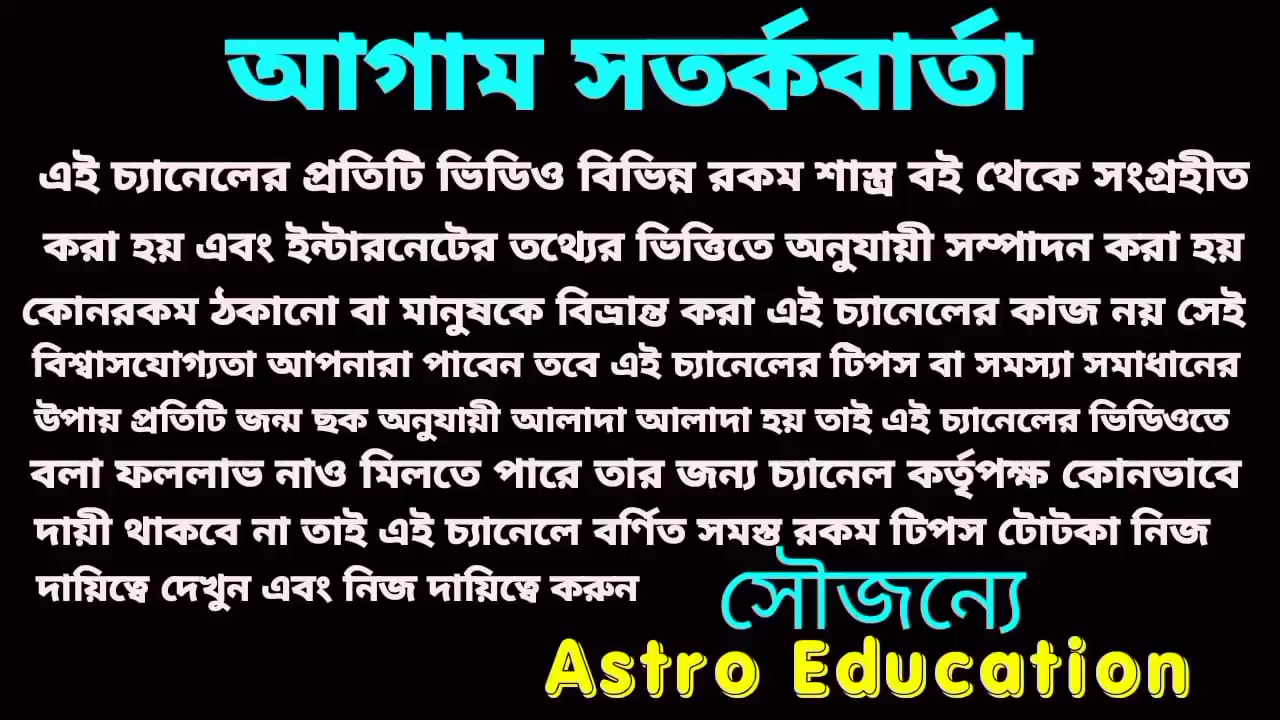 আগাম সতর্কবার্তা
এই চ্যানেলের প্রতিটি ভিডিও বিভিন্ন রকম শাস্ত্র বই থেকে সংগ্রহীত
করা হয় এবং ইন্টারনেটের তথ্যের ভিত্তিতে অনুযায়ী সম্পাদন করা হয়
কোনরকম ঠকানো বা মানুষকে বিভ্রান্ত করা এই চ্যানেলের কাজ নয় সেই
বিশ্বাসযোগ্যতা আপনারা পাবেন তবে এই চ্যানেলের টিপস বা সমস্যা সমাধানের
উপায় প্রতিটি জন্ম ছক অনুযায়ী আলাদা আলাদা হয় তাই এই চ্যানেলের ভিডিওতে
বলা ফললাভ নাও মিলতে পারে তার জন্য চ্যানেল কর্তৃপক্ষ কোনভাবে
দায়ী থাকবে না তাই এই চ্যানেলে বর্ণিত সমস্ত রকম টিপস টোটকা নিজ
দায়িত্বে দেখুন এবং নিজ দায়িত্বে করুন
সৌজন্যে
Astro Education